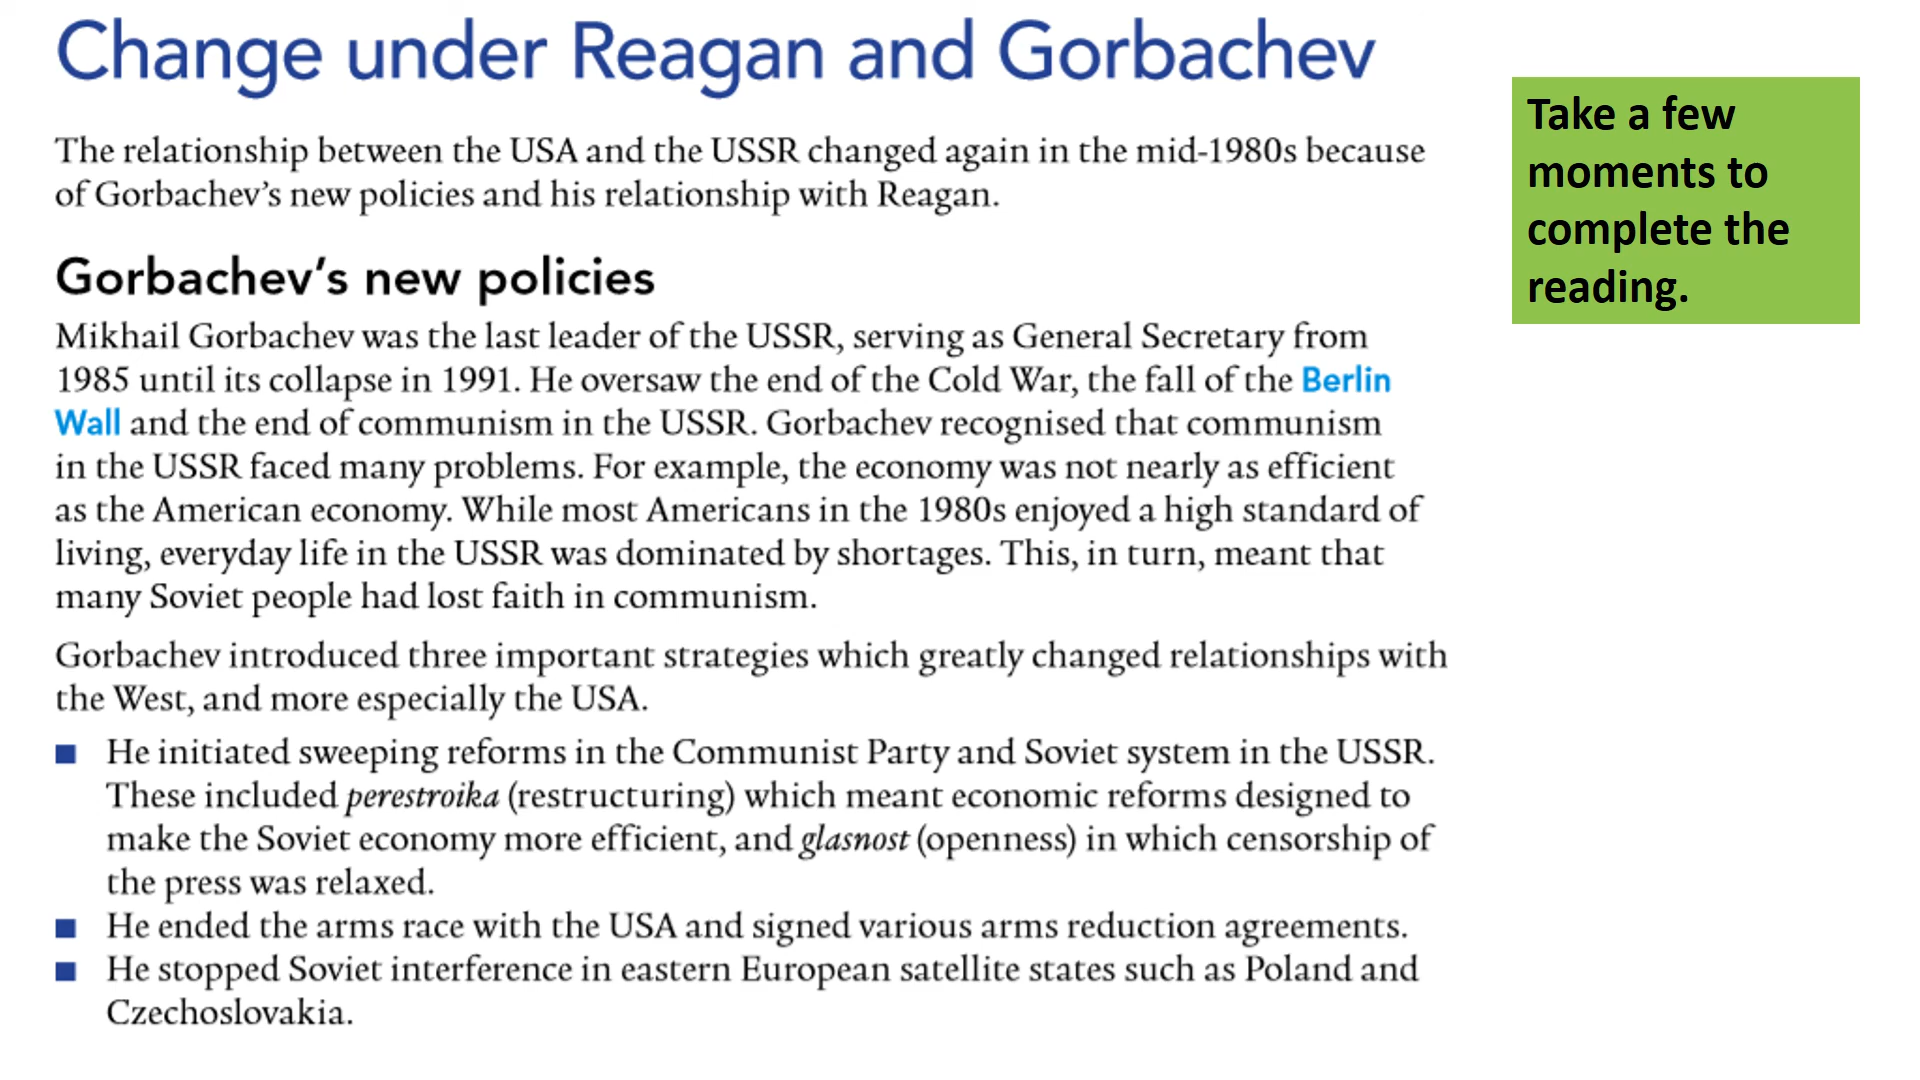 Change under Reagan and Gorbachev
The relationship between the USA and the USSR changed again in the mid-1980s because
of Gorbachev's new policies and his relationship with Reagan.
Gorbachev's new policies
Mikhail Gorbachev was the last leader of the USSR, serving as General Secretary from
1985 until its collapse in 1991. He oversaw the end of the Cold War, the fall of the Berlin
Wall and the end of communism in the USSR. Gorbachev recognised that communism
in the USSR faced many problems. For example, the economy was not nearly as efficient
as the American economy. While most Americans in the 1980s enjoyed a high standard of
living, everyday life in the USSR was dominated by shortages. This, in turn, meant that
many Soviet people had lost faith in communism.
Gorbachev introduced three important strategies which greatly changed relationships with
the West, and more especially the USA.
■ He initiated sweeping reforms in the Communist Party and Soviet system in the USSR.
These included perestroika (restructuring) which meant economic reforms designed to
make the Soviet economy more efficient, and glasnost (openness) in which censorship of
the press was relaxed.
■ He ended the arms race with the USA and signed various arms reduction agreements.
■ He stopped Soviet interference in eastern European satellite states such as Poland and
Czechoslovakia.
Take a few
moments to
complete the
reading.